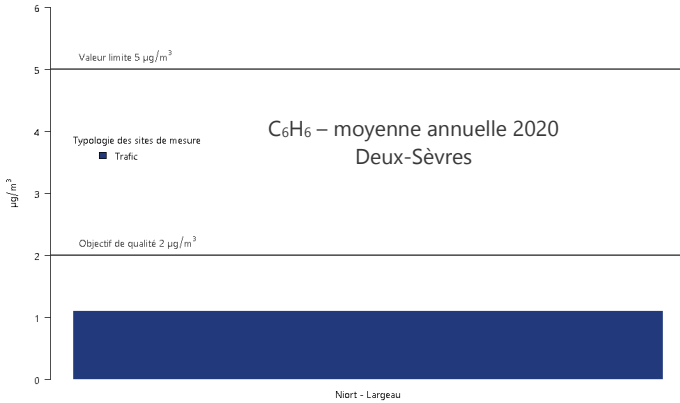 6
Valeur limite 5 µg/m³
5
C₆H₆ – moyenne annuelle 2020
Deux-Sèvres
4
Typologie des sites de mesure
Trafic
µg/m³
3
Objectif de qualité 2 µg/m³
2
1
0
Niort - Largeau